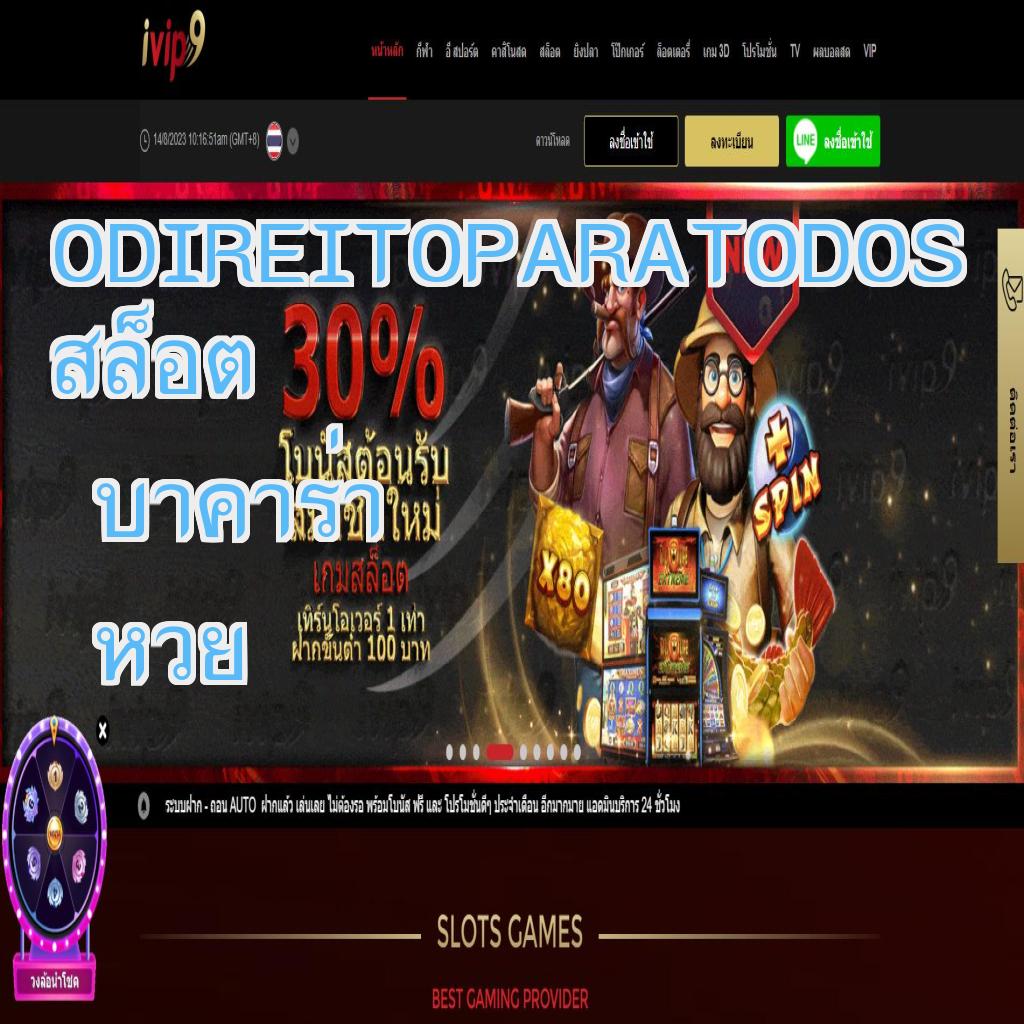 ivip9
หน้าหลัก กีฬา อี สปอร์ต คาสิโนสด สล็อต ยิงปลา โป๊กเกอร์ ล็อตเตอรี่ เกม 3D โปรโมชั่น TV ผลบอลสด VIP
14/8/2023 10:16:51am (GMT+8)
ดาวน์โหลด ลงชื่อเข้าใช้ ลงทะเบียน LINE ลงชื่อเข้าใช้
ODIREITOPARATODOS
สล็อต
30%
โบนัสต้อนรับ
บาคาร่า
ใหม่
เกมสล็อต
เทิร์นโอเวอร์ 1 เท่า
ฝากขั้นต่ำ 100 บาท
หวย
NEW
+
SPIN
X80
ติดต่อเรา
X
ระบบฝาก - ถอน AUTO ฝากแล้ว เล่นเลย ไม่ต้องรอ พร้อมโบนัส ฟรี และ โปรโมชั่นดีๆ ประจำเดือน อีกมากมาย แอดมินบริการ 24 ชั่วโมง
วงล้อนำโชค
SLOTS GAMES
BEST GAMING PROVIDER